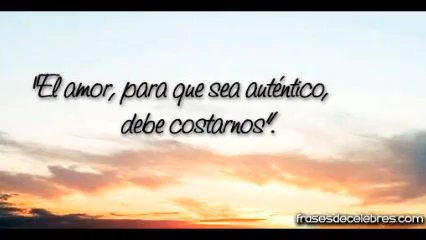 "El amor, para que sea auténtico,
debe costarnos".
frasesdecelebres.com